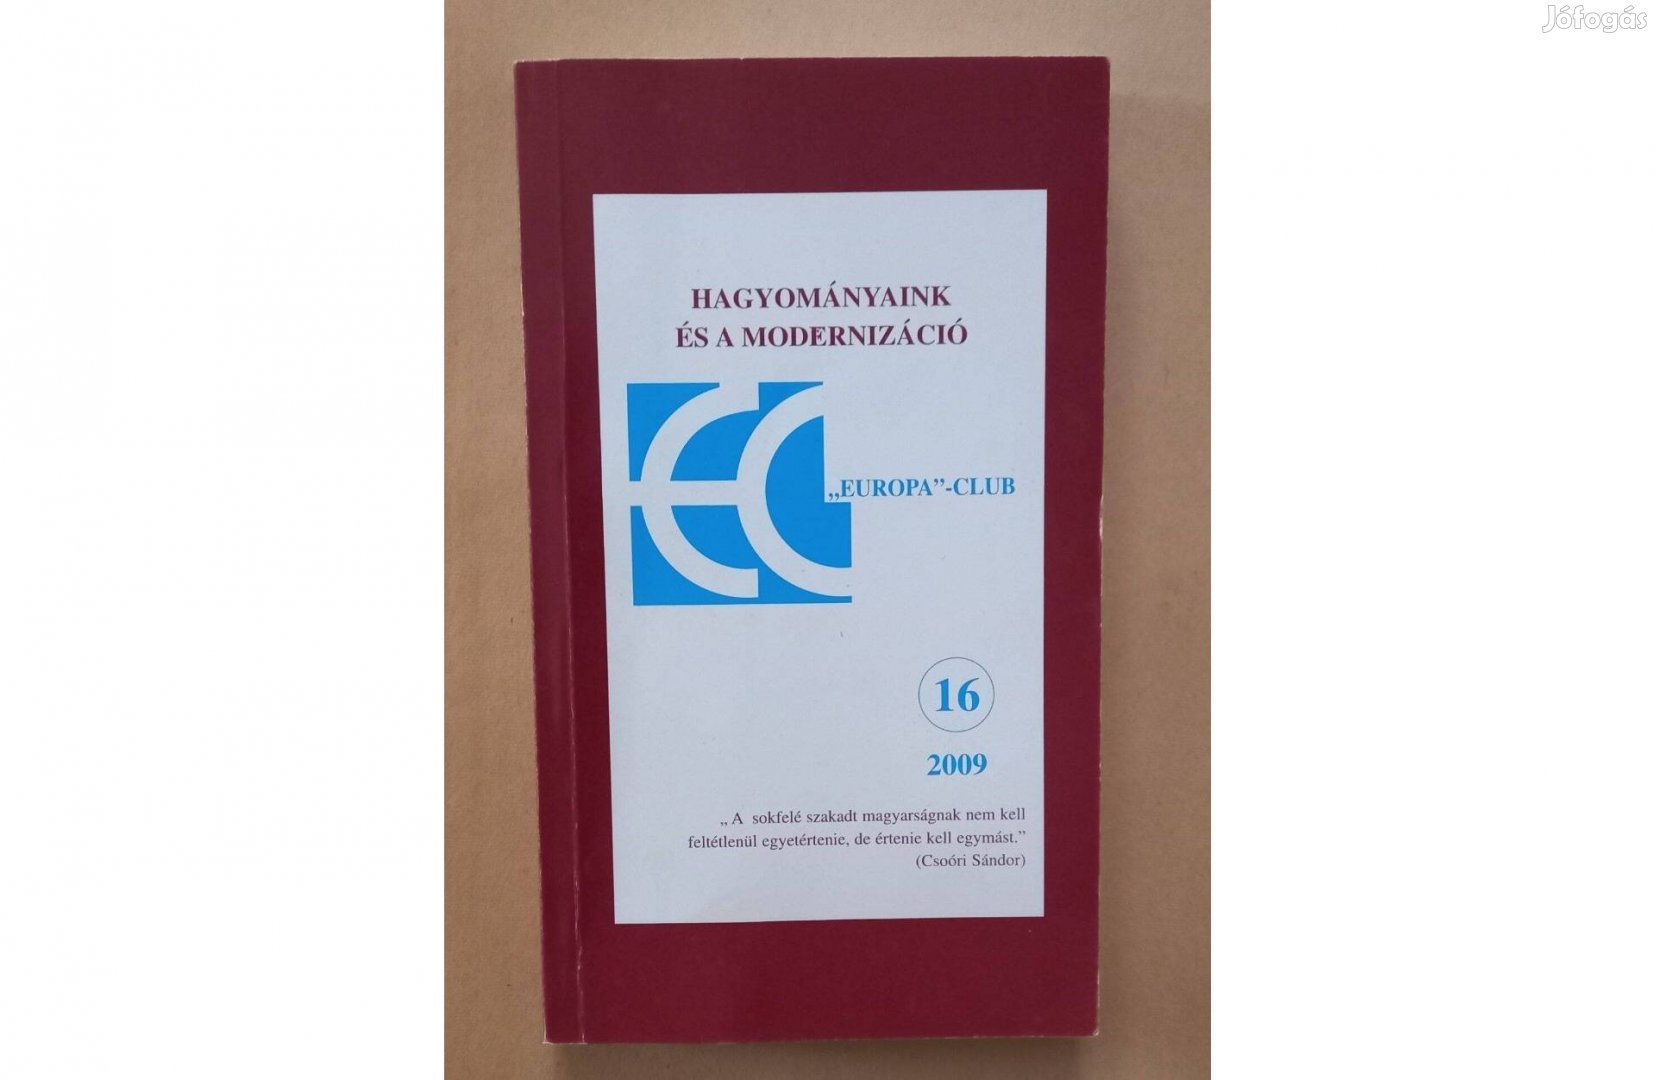 Jófogás
HAGYOMÁNYAINK
ÉS A MODERNIZÁCIÓ
„EUROPA”-CLUB
16
2009
„ A sokfelé szakadt magyarságnak nem kell
feltétlenül egyetértenie, de értenie kell egymást.”
(Csoóri Sándor)